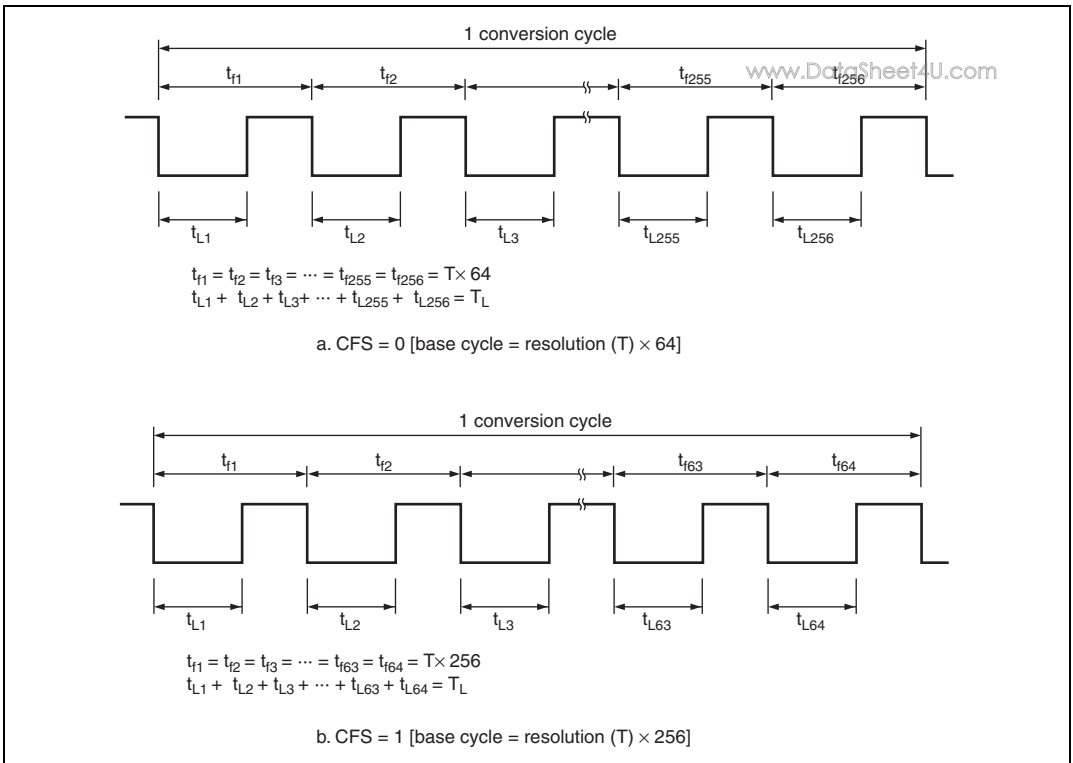 1 conversion cycle
www.DataSheet4U.com
tf1 tf2 tf255 tf256
tL1 tL2 tL3 tL255 tL256
tf1 = tf2 = tf3 = ··· = tf255 = tf256 = T× 64
tL1 + tL2 + tL3+ ··· + tL255 + tL256 = TL
a. CFS = 0 [base cycle = resolution (T) × 64]
1 conversion cycle
tf1 tf2 tf63 tf64
tL1 tL2 tL3 tL63 tL64
tf1 = tf2 = tf3 = ··· = tf63 = tf64 = T× 256
tL1 + tL2 + tL3 + ··· + tL63 + tL64 = TL
b. CFS = 1 [base cycle = resolution (T) × 256]